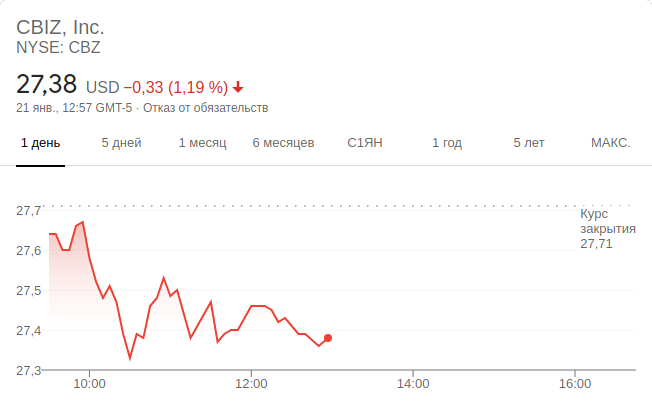 CBIZ, Inc.
NYSE: CBZ
27,38 USD −0,33 (1,19 %)
21 янв., 12:57 GMT-5 · Отказ от обязательств
1 день 5 дней 1 месяц 6 месяцев С1ЯН 1 год 5 лет МАКС.
27,7
Курс
закрытия
27,71
27,6
27,5
27,4
27,3
10:00 12:00 14:00 16:00